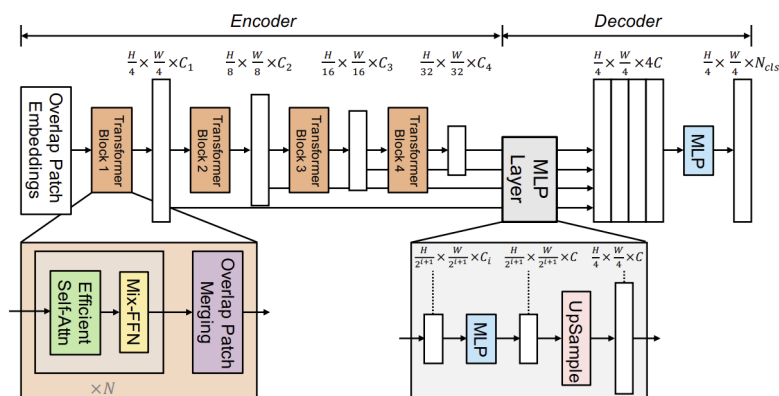 Encoder
Decoder
H/4 × W/4 × C₁
H/8 × W/8 × C₂
H/16 × W/16 × C₃
H/32 × W/32 × C₄
H/4 × W/4 × 4C
H/4 × W/4 × N_cls
Overlap Patch
Embeddings
Transformer
Block 1
Transformer
Block 2
Transformer
Block 3
Transformer
Block 4
MLP
Layer
MLP
Efficient
Self-Attn
Mix-FFN
Overlap Patch
Merging
×N
H/2^(i+1) × W/2^(i+1) × C_i
H/2^(i+1) × W/2^(i+1) × C
H/4 × W/4 × C
MLP
UpSample